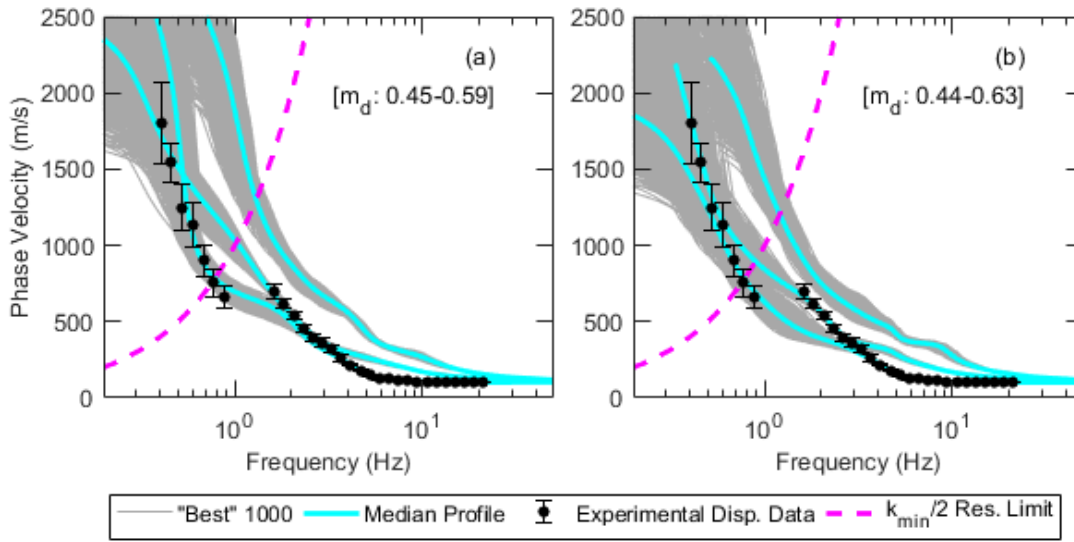 2500
2000
1500
1000
500
0
Phase Velocity (m/s)
(a)
[m_d: 0.45-0.59]
10^0
10^1
Frequency (Hz)
2500
2000
1500
1000
500
0
(b)
[m_d: 0.44-0.63]
10^0
10^1
Frequency (Hz)
"Best" 1000 Median Profile Experimental Disp. Data k_min/2 Res. Limit